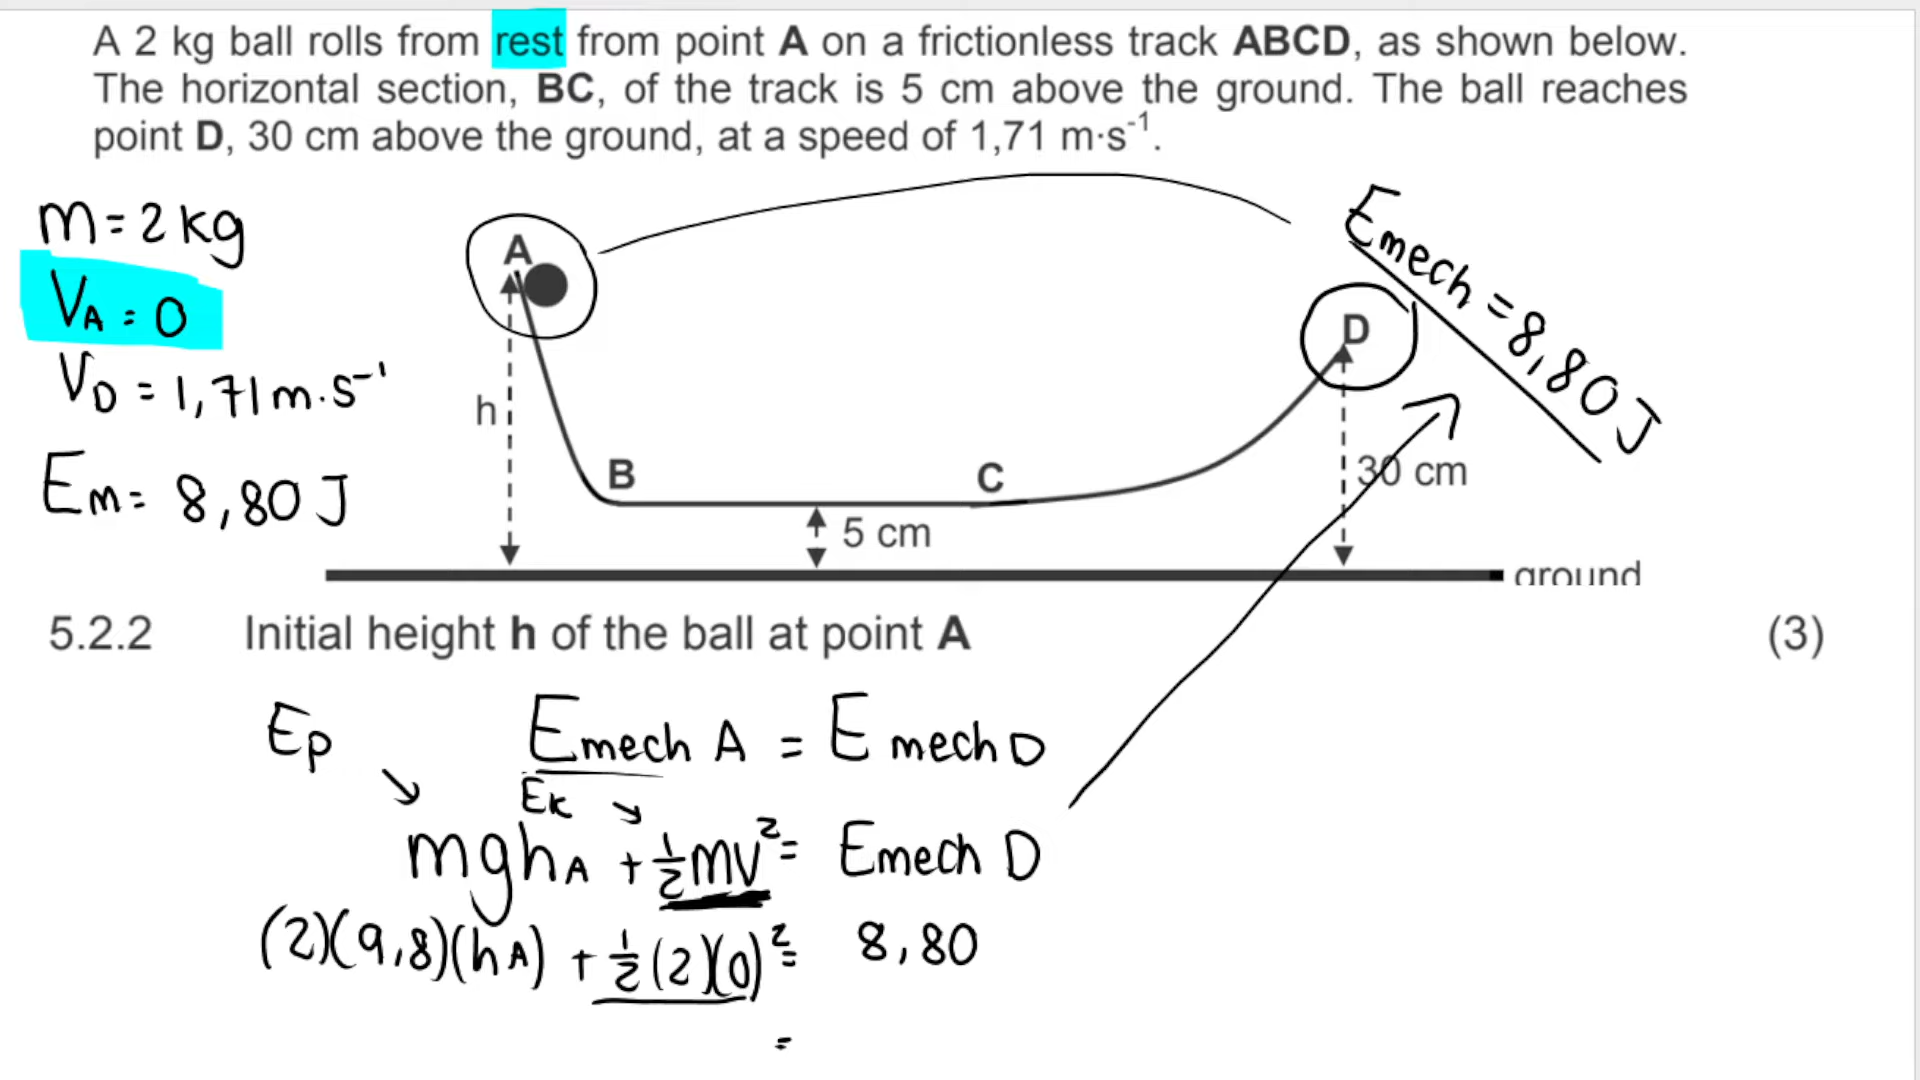 A 2 kg ball rolls from rest from point A on a frictionless track ABCD, as shown below.
The horizontal section, BC, of the track is 5 cm above the ground. The ball reaches
point D, 30 cm above the ground, at a speed of 1,71 m·s⁻¹.
m = 2 kg
VA = 0
VD = 1,71 m.s⁻¹
Em = 8,80 J
A
h
B
C
5 cm
D
30 cm
Emech = 8,80 J
ground
5.2.2 Initial height h of the ball at point A (3)
Ep
Emech A = Emech D
Ek
mghA + ½mv² = Emech D
(2)(9,8)(hA) + ½(2)(0)² = 8,80
=